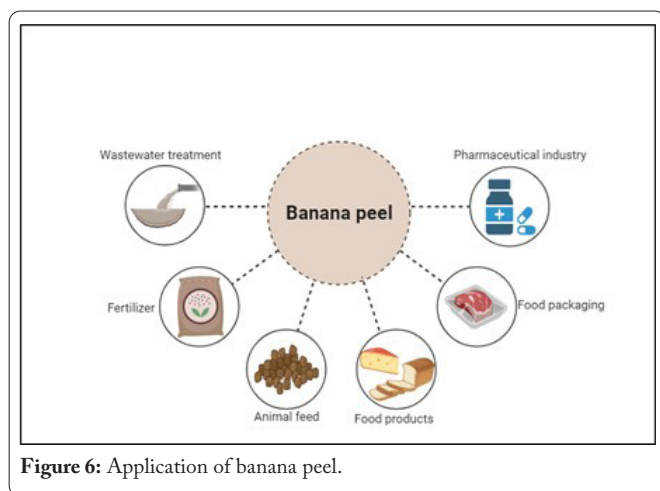 Wastewater treatment
Pharmaceutical industry
Banana peel
Fertilizer
Food packaging
Animal feed
Food products
Figure 6: Application of banana peel.